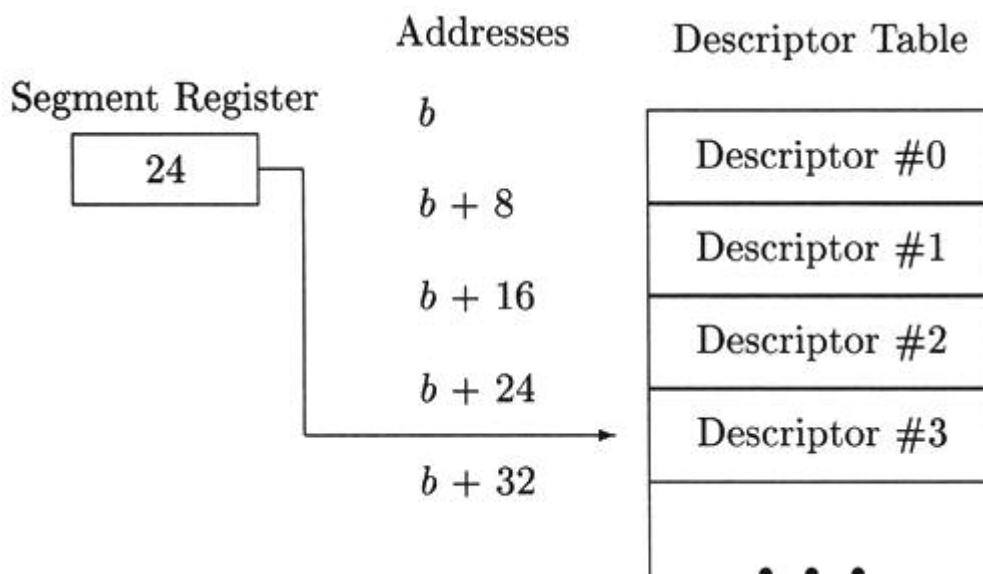 Addresses
Descriptor Table
Segment Register
24
b
b + 8
b + 16
b + 24
b + 32
Descriptor #0
Descriptor #1
Descriptor #2
Descriptor #3
• • •